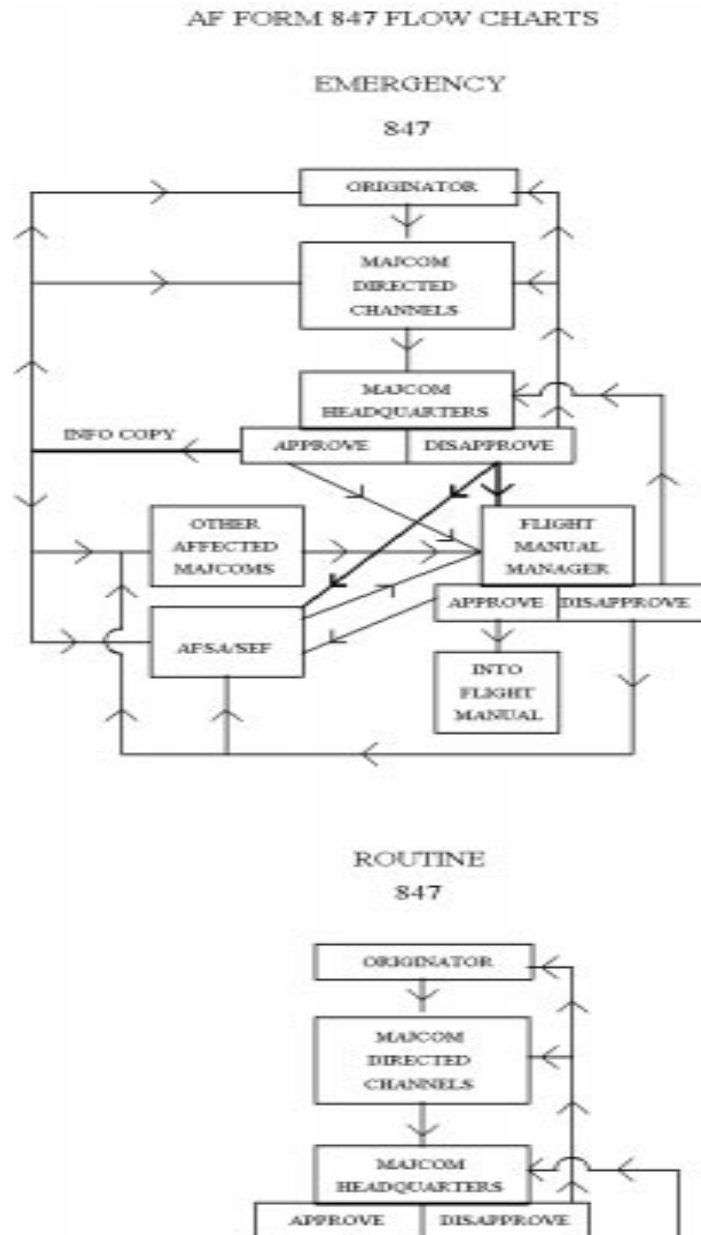 AF FORM 847 FLOW CHARTS
EMERGENCY
847
ORIGINATOR
MAJCOM
DIRECTED
CHANNELS
MAJCOM
HEADQUARTERS
INFO COPY
APPROVE
DISAPPROVE
OTHER
AFFECTED
MAJCOMS
FLIGHT
MANUAL
MANAGER
APPROVE
DISAPPROVE
AFSA/SEF
INTO
FLIGHT
MANUAL
ROUTINE
847
ORIGINATOR
MAJCOM
DIRECTED
CHANNELS
MAJCOM
HEADQUARTERS
APPROVE
DISAPPROVE